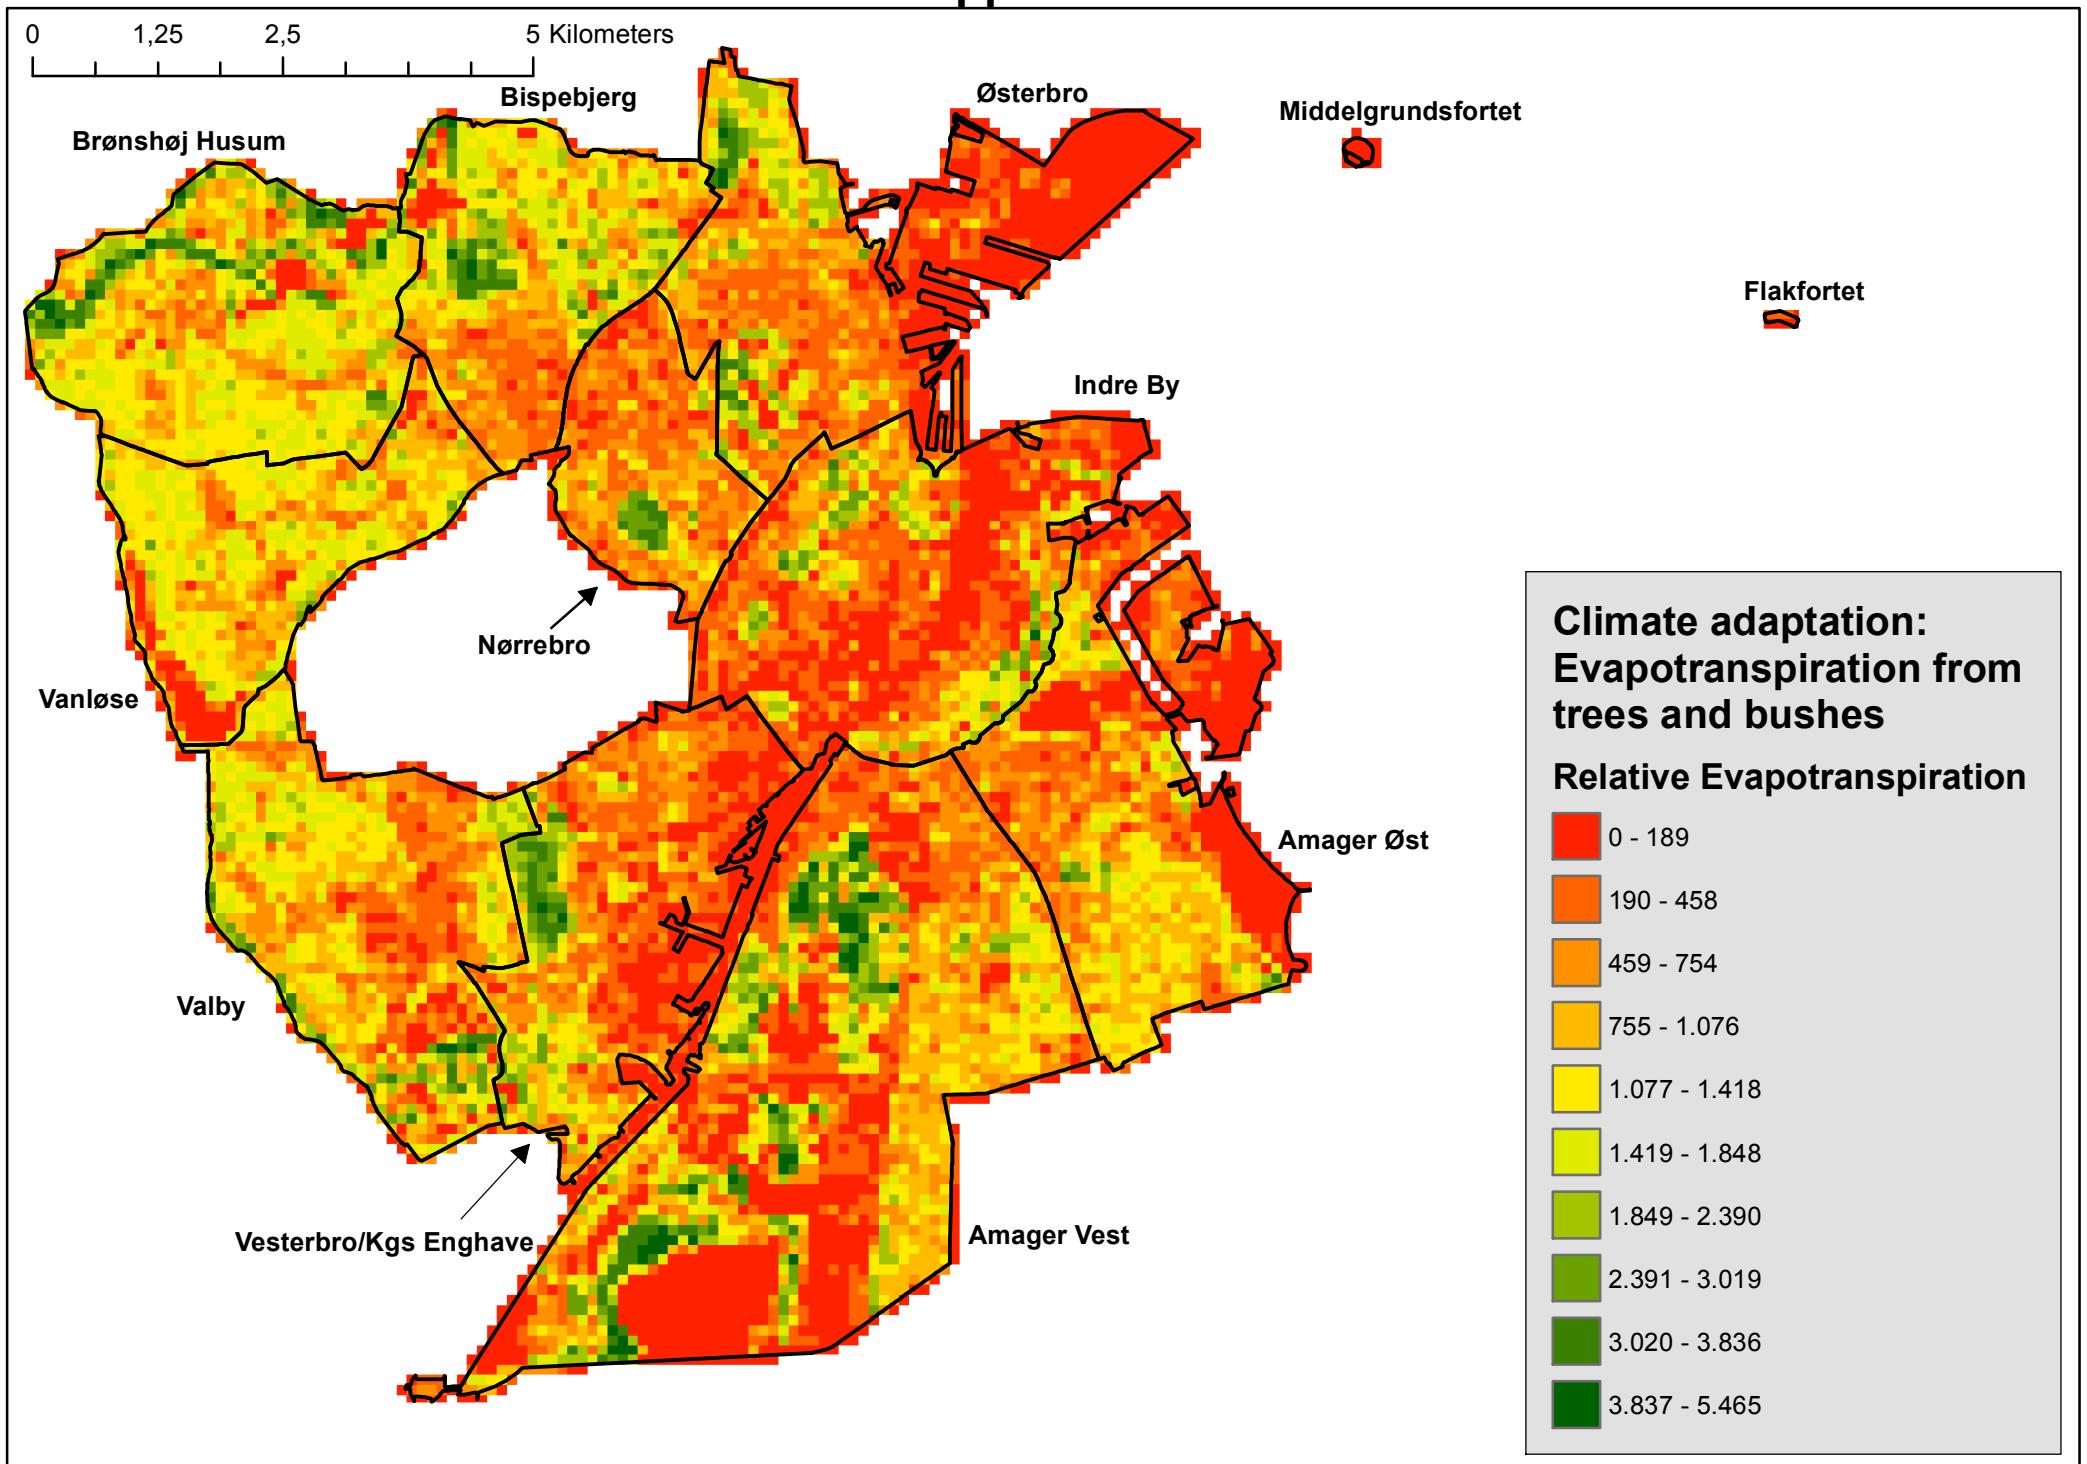 0 1,25 2,5 5 Kilometers
Bispebjerg
Østerbro
Middelgrundsfortet
Brønshøj Husum
Flakfortet
Indre By
Nørrebro
Vanløse
Amager Øst
Valby
Vesterbro/Kgs Enghave
Amager Vest
Climate adaptation:
Evapotranspiration from
trees and bushes
Relative Evapotranspiration
0 - 189
190 - 458
459 - 754
755 - 1.076
1.077 - 1.418
1.419 - 1.848
1.849 - 2.390
2.391 - 3.019
3.020 - 3.836
3.837 - 5.465